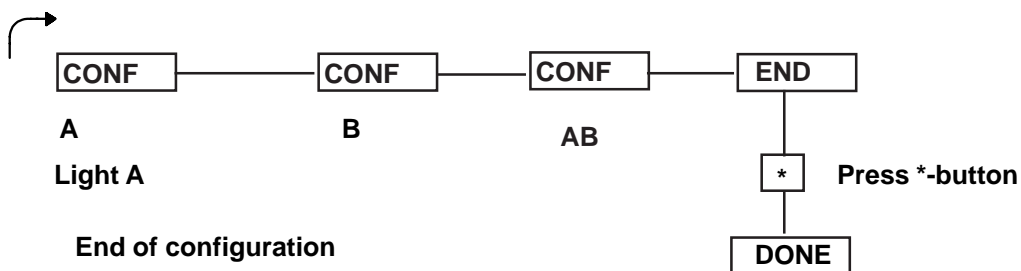 CONF CONF CONF END
A B AB
Light A * Press *-button
End of configuration DONE